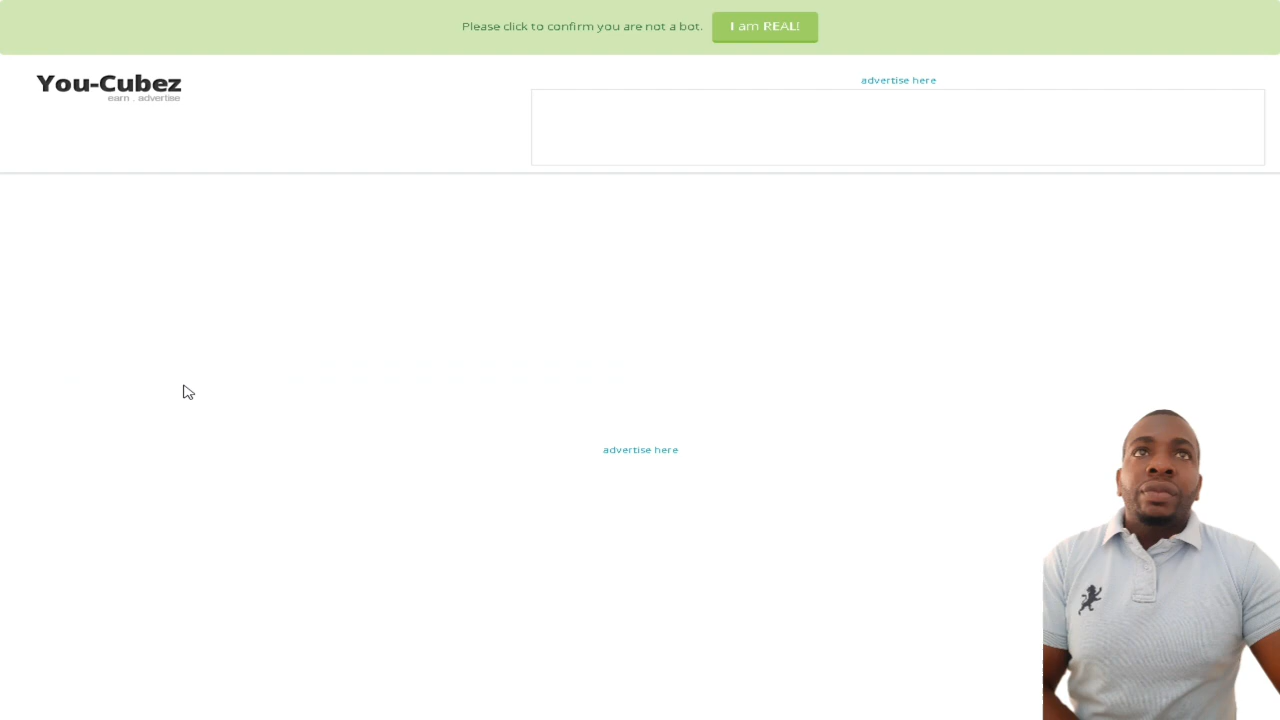 Please click to confirm you are not a bot. I am REAL!
You-Cubez
earn . advertise
advertise here
advertise here